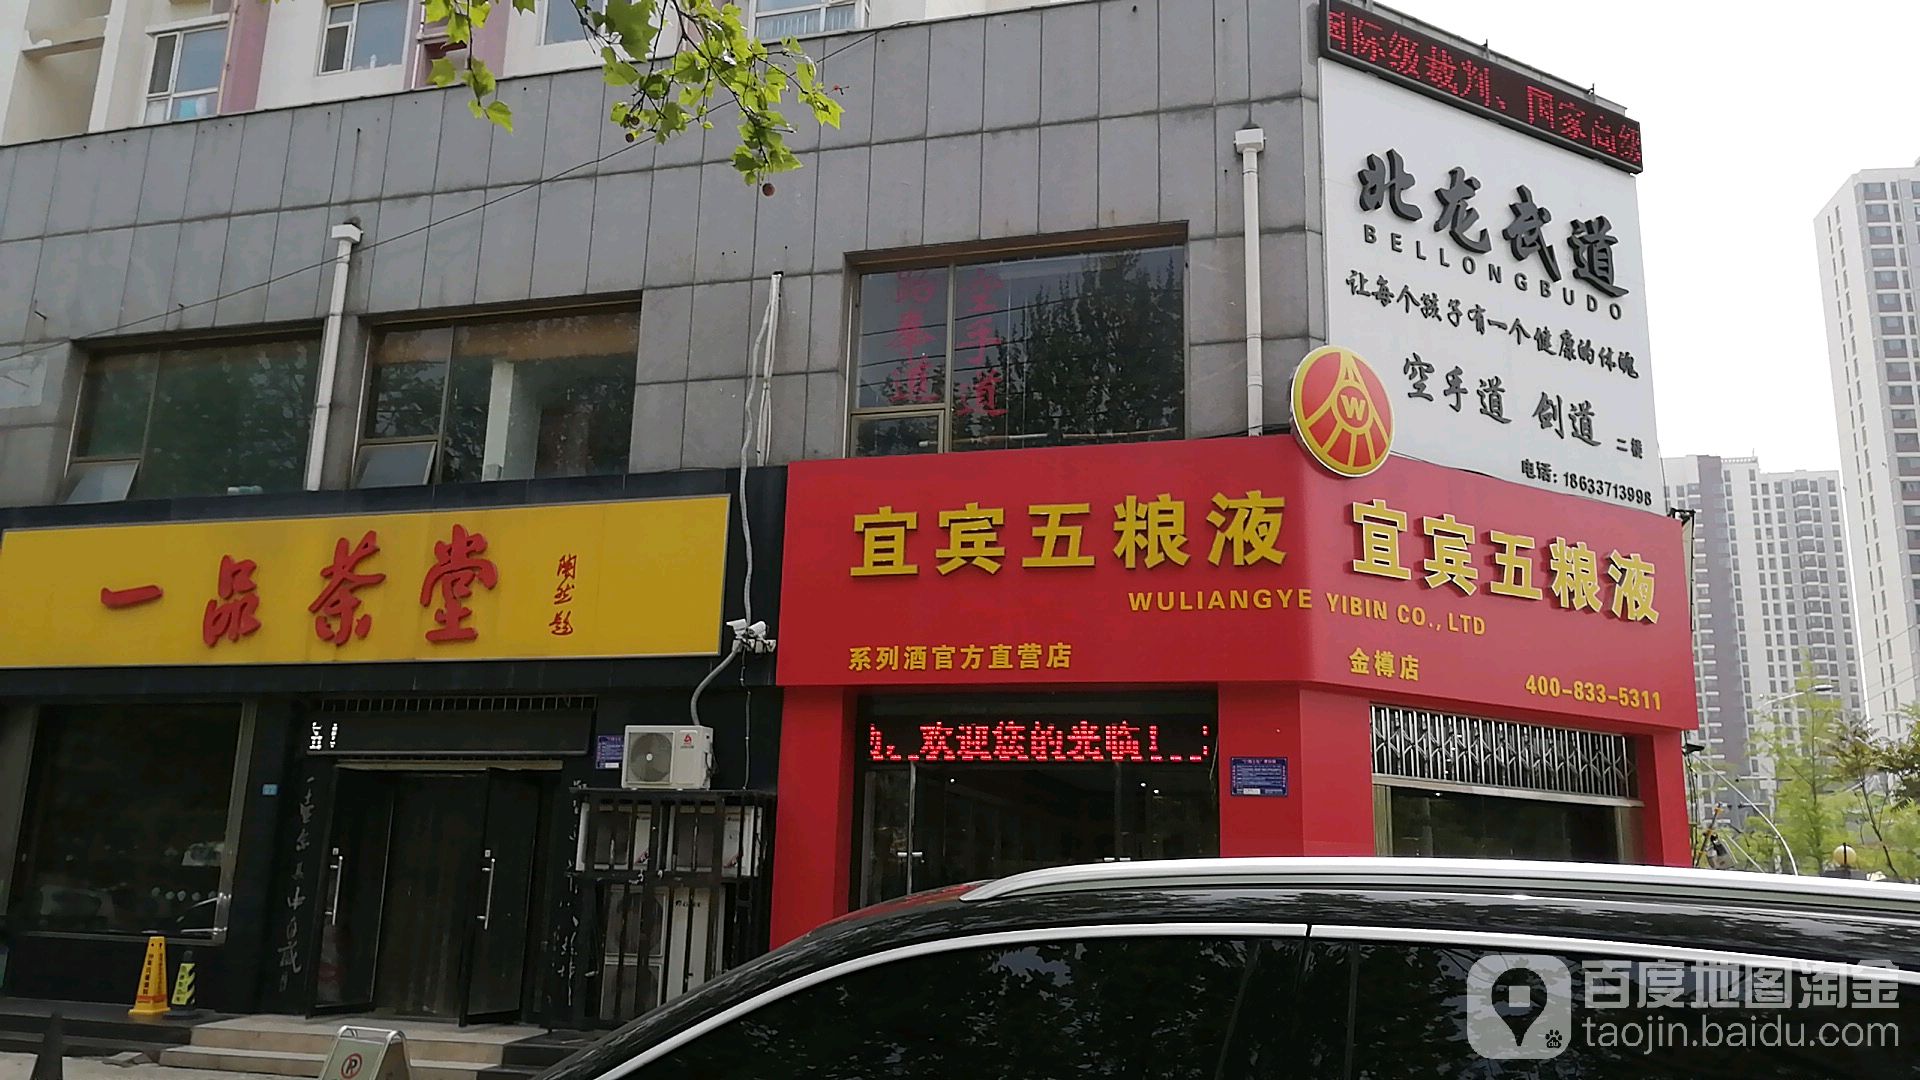 国际级裁判、国家高级
北龙武道
BELLONGBUDO
让每个孩子有一个健康的体魄
空手道 剑道 二楼
电话：18633713998
跆拳道
空手道
宜宾五粮液
宜宾五粮液
WULIANGYE YIBIN CO.,LTD
系列酒官方直营店
金樽店
400-833-5311
W
一品茶堂
陶然题
，欢迎您的光临！
百度地图淘金
taojin.baidu.com